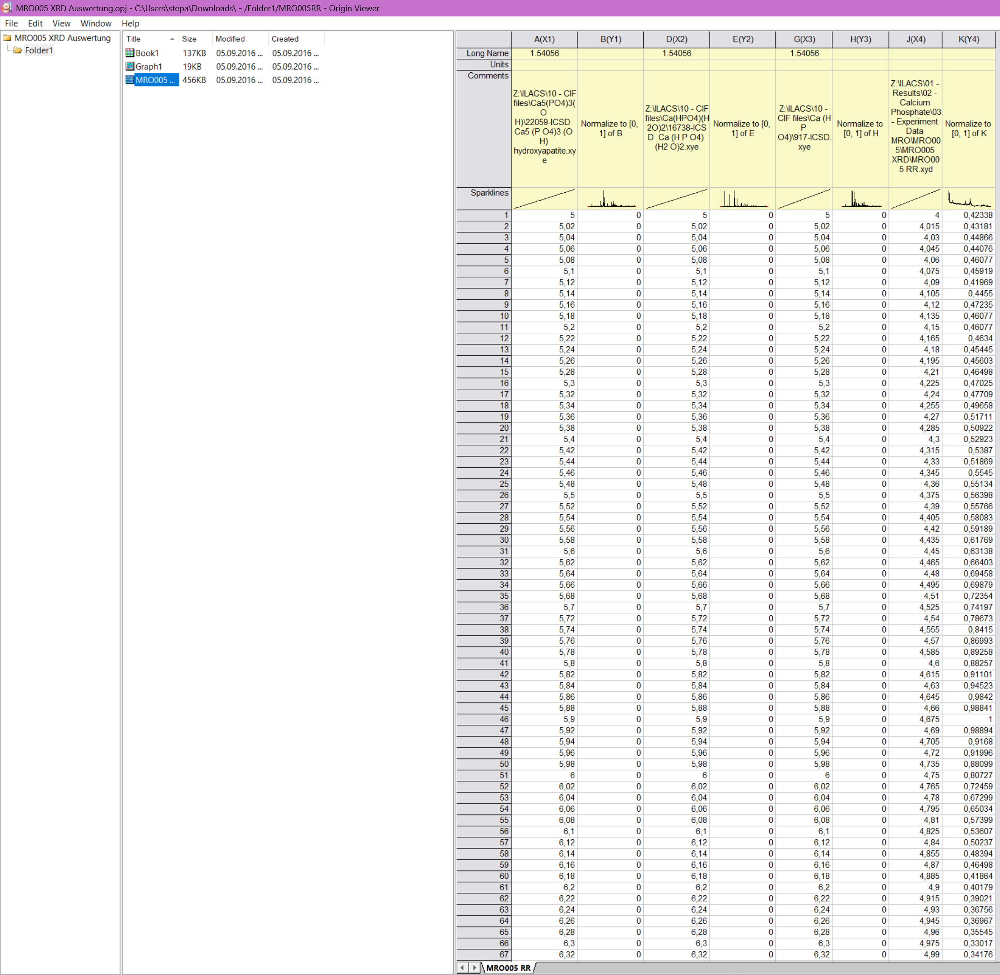 MRO005 XRD Auswertung.opj - C:\Users\stepa\Downloads\ - /Folder1/MRO005RR - Origin Viewer
File Edit View Window Help
MRO005 XRD Auswertung
Folder1
Title Size Modified Created
Book1 137KB 05.09.2016 ... 05.09.2016 ...
Graph1 19KB 05.09.2016 ... 05.09.2016 ...
MRO005 ... 456KB 05.09.2016 ... 05.09.2016 ...
A(X1) B(Y1) D(X2) E(Y2) G(X3) H(Y3) J(X4) K(Y4)
Long Name 1.54056 1.54056 1.54056
Units
Comments
Z:\ILACS\10 - CIF
files\Ca5(PO4)3(
O
H)\22059-ICSD
Ca5 (P O4)3 (O
H)
hydroxyapatite.xy
e
Normalize to [0,
1] of B
Z:\ILACS\10 - CIF
files\Ca(HPO4)(H
2O)2\16738-ICS
D Ca (H P O4)
(H2 O)2.xye
Normalize to [0,
1] of E
Z:\ILACS\10 -
CIF files\Ca (H
P
O4)\917-ICSD.
xye
Normalize to
[0, 1] of H
Z:\ILACS\01 -
Results\02 -
Calcium
Phosphate\03
- Experiment
Data
MRO\MRO00
5\MRO005
XRD\MRO00
5 RR.xyd
Normalize to
[0, 1] of K
Sparklines
1 5 0 5 0 5 0 4 0,42338
2 5,02 0 5,02 0 5,02 0 4,015 0,43181
3 5,04 0 5,04 0 5,04 0 4,03 0,44866
4 5,06 0 5,06 0 5,06 0 4,045 0,44076
5 5,08 0 5,08 0 5,08 0 4,06 0,46077
6 5,1 0 5,1 0 5,1 0 4,075 0,45919
7 5,12 0 5,12 0 5,12 0 4,09 0,41969
8 5,14 0 5,14 0 5,14 0 4,105 0,4455
9 5,16 0 5,16 0 5,16 0 4,12 0,47235
10 5,18 0 5,18 0 5,18 0 4,135 0,46077
11 5,2 0 5,2 0 5,2 0 4,15 0,46077
12 5,22 0 5,22 0 5,22 0 4,165 0,4634
13 5,24 0 5,24 0 5,24 0 4,18 0,45445
14 5,26 0 5,26 0 5,26 0 4,195 0,45603
15 5,28 0 5,28 0 5,28 0 4,21 0,46498
16 5,3 0 5,3 0 5,3 0 4,225 0,47025
17 5,32 0 5,32 0 5,32 0 4,24 0,47709
18 5,34 0 5,34 0 5,34 0 4,255 0,49658
19 5,36 0 5,36 0 5,36 0 4,27 0,51711
20 5,38 0 5,38 0 5,38 0 4,285 0,50922
21 5,4 0 5,4 0 5,4 0 4,3 0,52923
22 5,42 0 5,42 0 5,42 0 4,315 0,5387
23 5,44 0 5,44 0 5,44 0 4,33 0,51869
24 5,46 0 5,46 0 5,46 0 4,345 0,5545
25 5,48 0 5,48 0 5,48 0 4,36 0,55134
26 5,5 0 5,5 0 5,5 0 4,375 0,56398
27 5,52 0 5,52 0 5,52 0 4,39 0,55766
28 5,54 0 5,54 0 5,54 0 4,405 0,58083
29 5,56 0 5,56 0 5,56 0 4,42 0,59189
30 5,58 0 5,58 0 5,58 0 4,435 0,61769
31 5,6 0 5,6 0 5,6 0 4,45 0,63138
32 5,62 0 5,62 0 5,62 0 4,465 0,66403
33 5,64 0 5,64 0 5,64 0 4,48 0,69458
34 5,66 0 5,66 0 5,66 0 4,495 0,69879
35 5,68 0 5,68 0 5,68 0 4,51 0,72354
36 5,7 0 5,7 0 5,7 0 4,525 0,74197
37 5,72 0 5,72 0 5,72 0 4,54 0,78673
38 5,74 0 5,74 0 5,74 0 4,555 0,8415
39 5,76 0 5,76 0 5,76 0 4,57 0,86993
40 5,78 0 5,78 0 5,78 0 4,585 0,89258
41 5,8 0 5,8 0 5,8 0 4,6 0,88257
42 5,82 0 5,82 0 5,82 0 4,615 0,91101
43 5,84 0 5,84 0 5,84 0 4,63 0,94523
44 5,86 0 5,86 0 5,86 0 4,645 0,9842
45 5,88 0 5,88 0 5,88 0 4,66 0,98841
46 5,9 0 5,9 0 5,9 0 4,675 1
47 5,92 0 5,92 0 5,92 0 4,69 0,98894
48 5,94 0 5,94 0 5,94 0 4,705 0,9168
49 5,96 0 5,96 0 5,96 0 4,72 0,91996
50 5,98 0 5,98 0 5,98 0 4,735 0,88099
51 6 0 6 0 6 0 4,75 0,80727
52 6,02 0 6,02 0 6,02 0 4,765 0,72459
53 6,04 0 6,04 0 6,04 0 4,78 0,67299
54 6,06 0 6,06 0 6,06 0 4,795 0,65034
55 6,08 0 6,08 0 6,08 0 4,81 0,57399
56 6,1 0 6,1 0 6,1 0 4,825 0,53607
57 6,12 0 6,12 0 6,12 0 4,84 0,50237
58 6,14 0 6,14 0 6,14 0 4,855 0,48394
59 6,16 0 6,16 0 6,16 0 4,87 0,46498
60 6,18 0 6,18 0 6,18 0 4,885 0,41864
61 6,2 0 6,2 0 6,2 0 4,9 0,40179
62 6,22 0 6,22 0 6,22 0 4,915 0,39021
63 6,24 0 6,24 0 6,24 0 4,93 0,36756
64 6,26 0 6,26 0 6,26 0 4,945 0,36967
65 6,28 0 6,28 0 6,28 0 4,96 0,35545
66 6,3 0 6,3 0 6,3 0 4,975 0,33017
67 6,32 0 6,32 0 6,32 0 4,99 0,34176
MRO005 RR